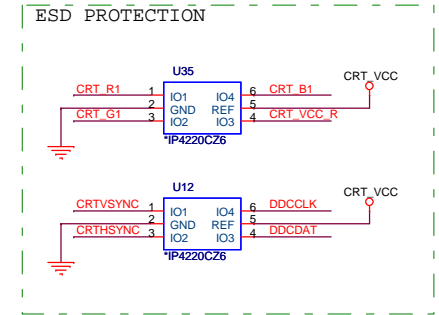 ESD PROTECTION
U35
CRT_VCC
CRT_R1 1 IO1 IO4 6 CRT_B1
2 GND REF 5
CRT_G1 3 IO2 IO3 4 CRT_VCC_R
*IP4220CZ6
U12
CRT_VCC
CRTVSYNC 1 IO1 IO4 6 DDCCLK
2 GND REF 5
CRTHSYNC 3 IO2 IO3 4 DDCDAT
*IP4220CZ6